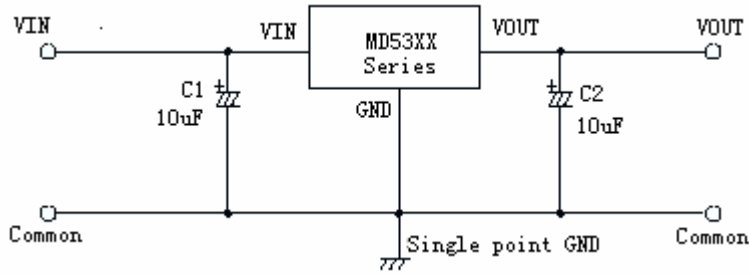 VIN
VIN
MD53XX
Series
VOUT
VOUT
C1
10uF
GND
C2
10uF
Common
Single point GND
Common